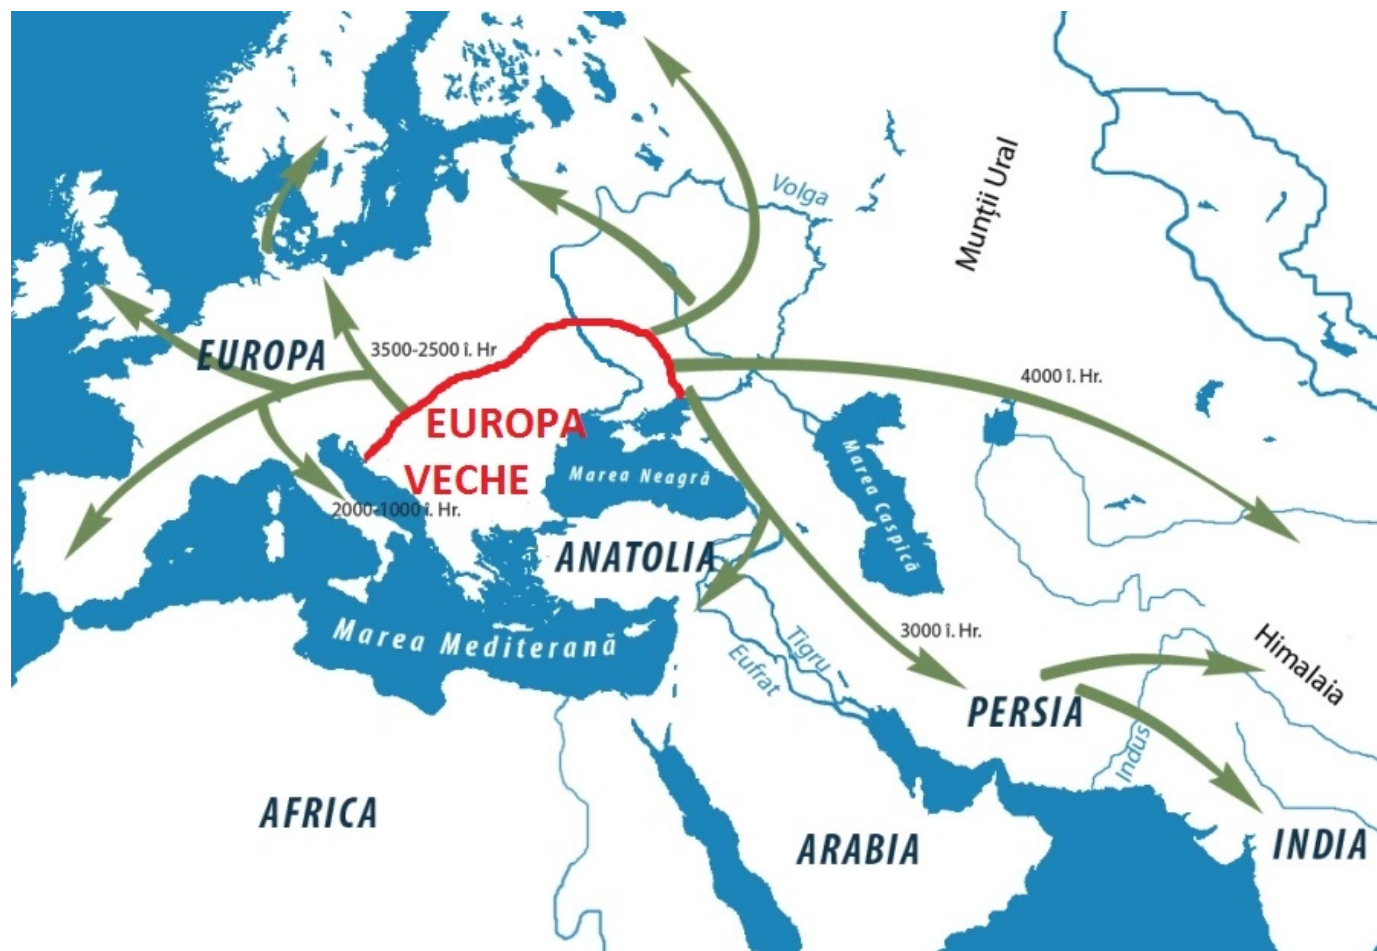 Volga
Munții Ural
EUROPA
3500-2500 î. Hr
4000 î. Hr.
EUROPA
VECHE
Marea Neagră
Marea Caspică
2000-1000 î. Hr.
ANATOLIA
Marea Mediterană
Tigru
Eufrat
3000 î. Hr.
Himalaia
PERSIA
Indus
AFRICA
ARABIA
INDIA